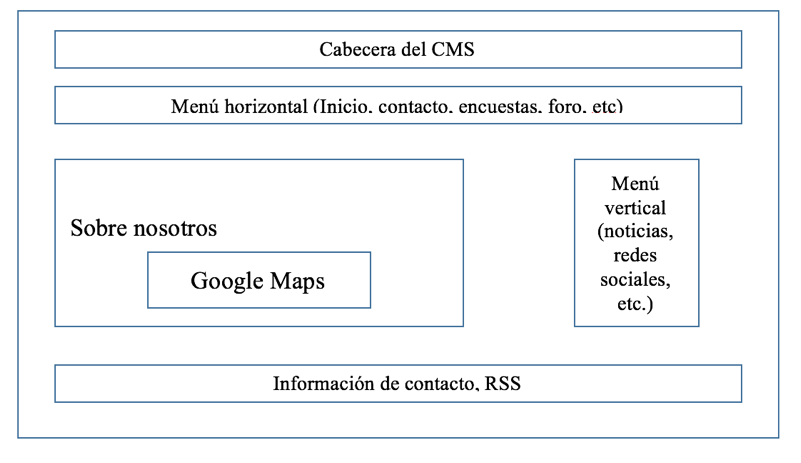 Cabecera del CMS
Menú horizontal (Inicio, contacto, encuestas, foro, etc)
Sobre nosotros
Google Maps
Menú
vertical
(noticias,
redes
sociales,
etc.)
Información de contacto, RSS